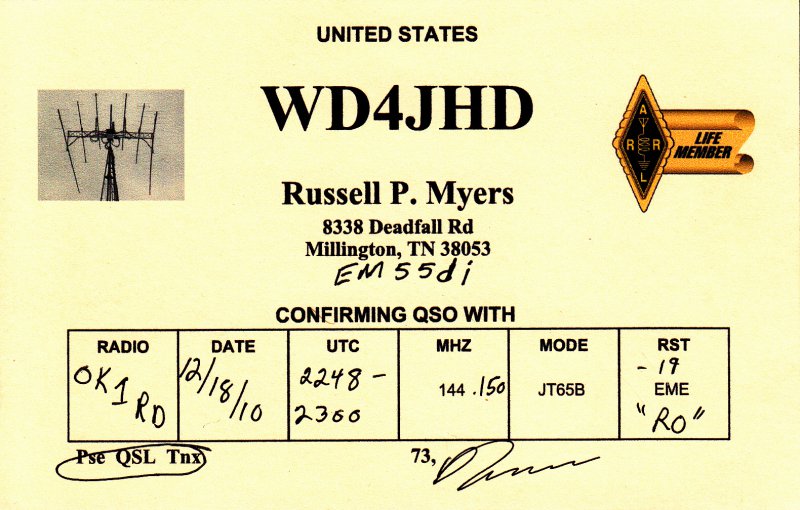 UNITED STATES
WD4JHD
ARRL
LIFE
MEMBER
Russell P. Myers
8338 Deadfall Rd
Millington, TN 38053
EM55di
CONFIRMING QSO WITH
RADIO DATE UTC MHZ MODE RST
OK1RD 12/18/10 2248-2300 144.150 JT65B -19 EME "RO"
Pse QSL Tnx 73,